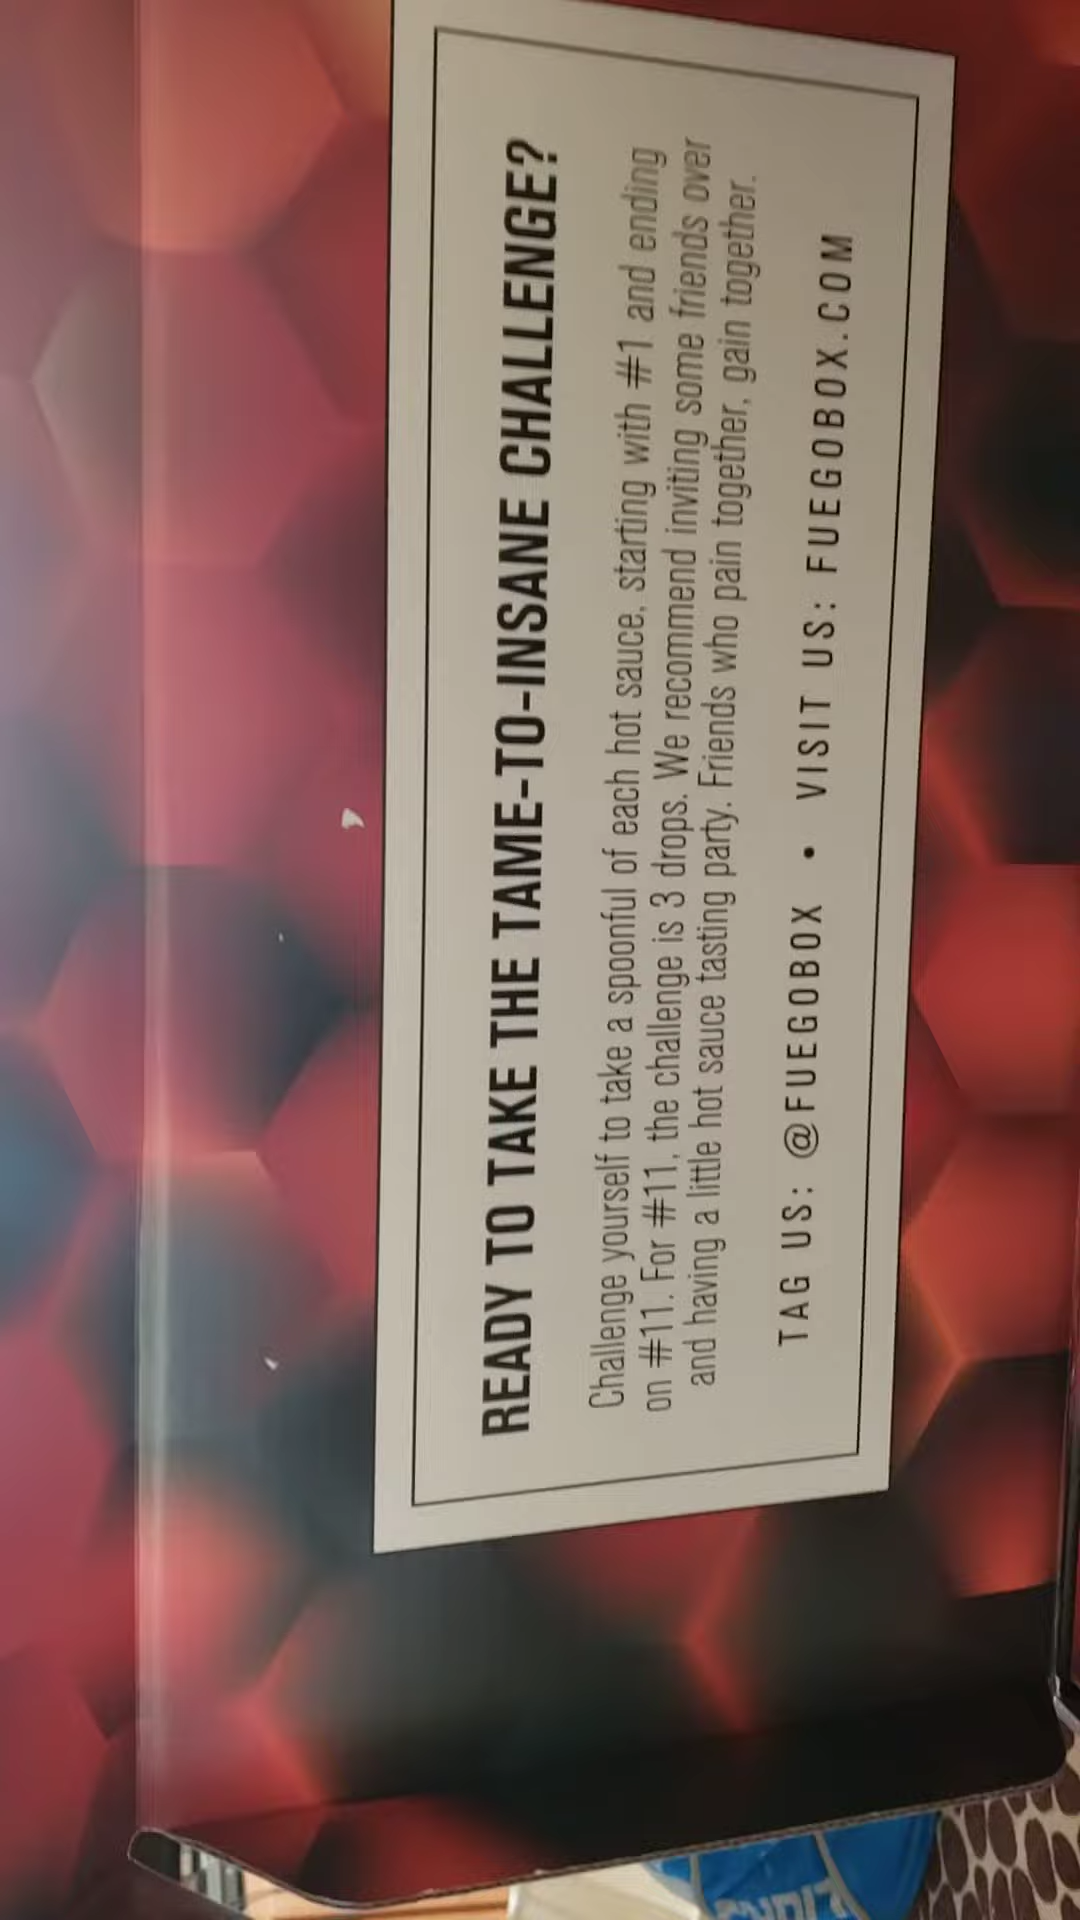 READY TO TAKE THE TAME-TO-INSANE CHALLENGE?
Challenge yourself to take a spoonful of each hot sauce, starting with #1 and ending
on #11. For #11, the challenge is 3 drops. We recommend inviting some friends over
and having a little hot sauce tasting party. Friends who pain together, gain together.
TAG US: @FUEGOBOX • VISIT US: FUEGOBOX.COM
LIONS